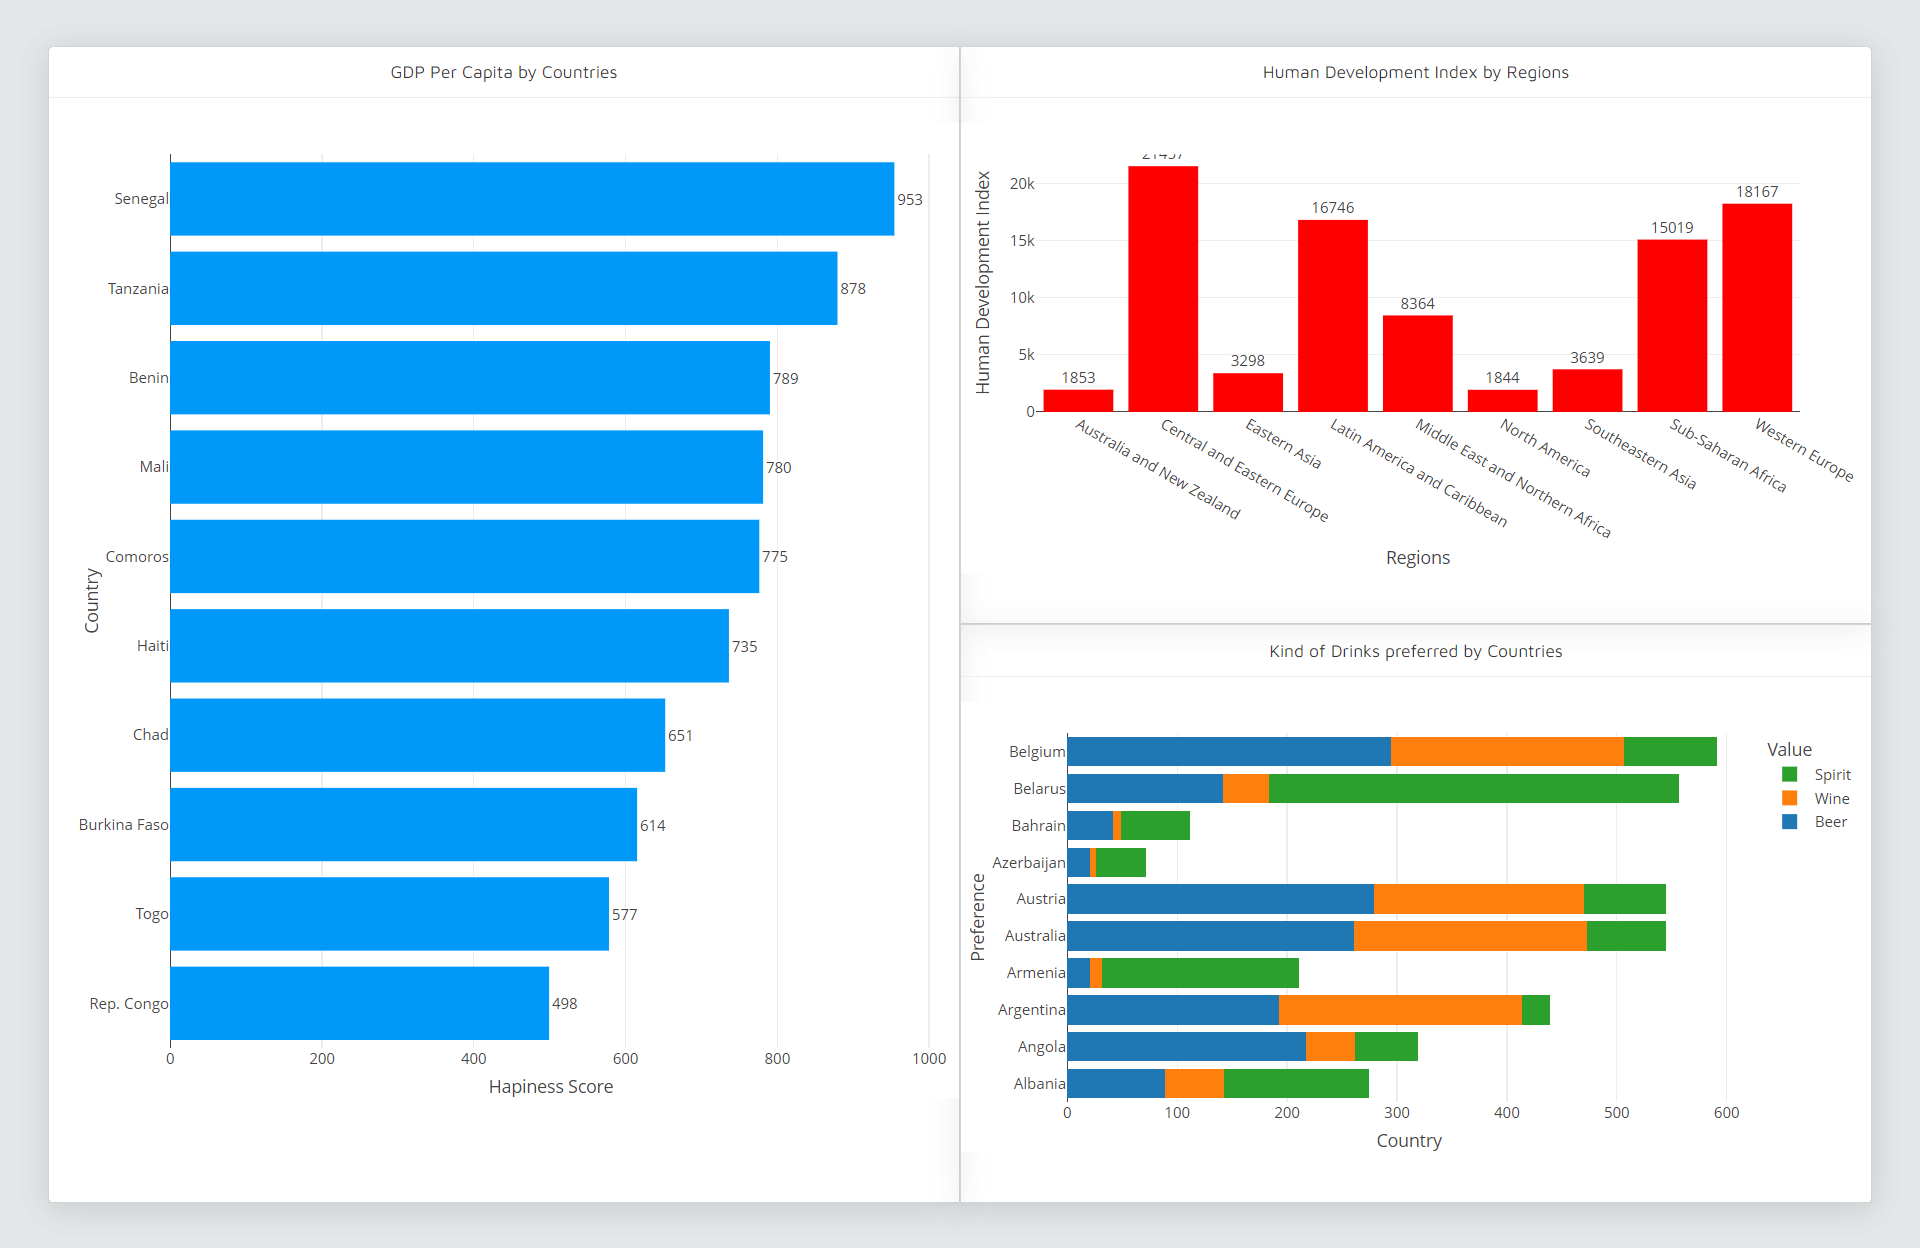 GDP Per Capita by Countries
Senegal
953
Tanzania
878
Benin
789
Mali
780
Comoros
775
Haiti
735
Chad
651
Burkina Faso
614
Togo
577
Rep. Congo
498
Country
0 200 400 600 800 1000
Hapiness Score
Human Development Index by Regions
Human Development Index
20k
15k
10k
5k
0
1853
3298
16746
8364
1844
3639
15019
18167
Australia and New Zealand
Central and Eastern Europe
Eastern Asia
Latin America and Caribbean
Middle East and Northern Africa
North America
Southeastern Asia
Sub-Saharan Africa
Western Europe
Regions
Kind of Drinks preferred by Countries
Preference
Belgium
Belarus
Bahrain
Azerbaijan
Austria
Australia
Armenia
Argentina
Angola
Albania
0 100 200 300 400 500 600
Country
Value
Spirit
Wine
Beer